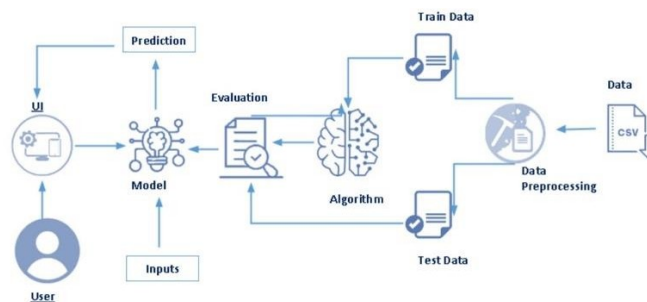 Train Data
Prediction
UI
Evaluation
Data
CSV
Model
Algorithm
Data
Preprocessing
Inputs
Test Data
User